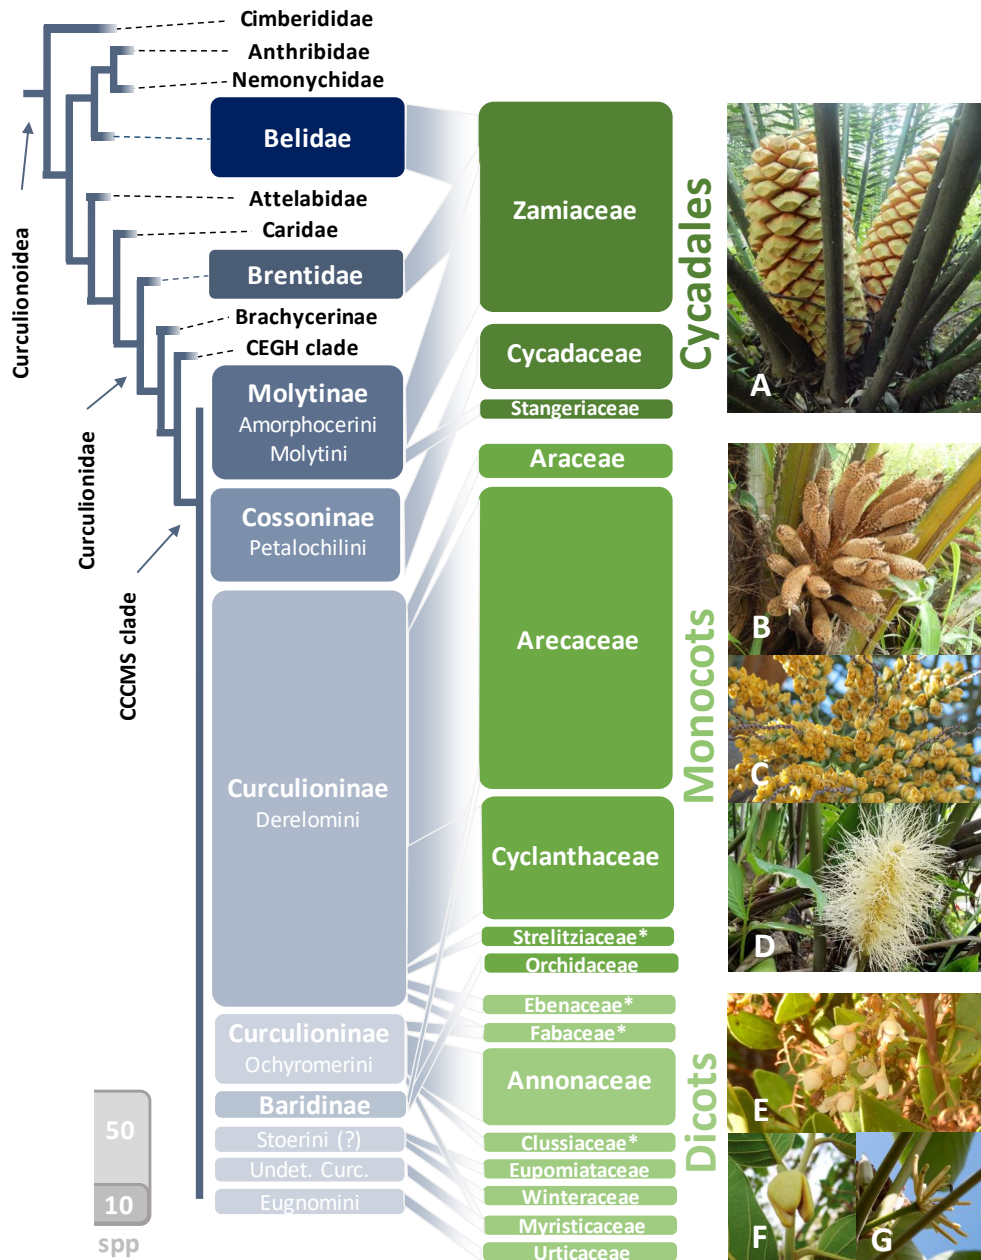 Cimberididae
Anthribidae
Nemonychidae
Belidae
Attelabidae
Caridae
Brentidae
Brachycerinae
CEGH clade
Molytinae
Amorphocerini
Molytini
Cossoninae
Petalochilini
Curculioninae
Derelomini
Curculioninae
Ochyromerini
Baridinae
Stoerini (?)
Undet. Curc.
Eugnomini
Curculionoidea
Curculionidae
CCCMS clade
50
10
spp
Zamiaceae
Cycadaceae
Stangeriaceae
Araceae
Arecaceae
Cyclanthaceae
Strelitziaceae*
Orchidaceae
Ebenaceae*
Fabaceae*
Annonaceae
Clussiaceae*
Eupomiataceae
Winteraceae
Myristicaceae
Urticaceae
Cycadales
Monocots
Dicots
A
B
C
D
E
F
G